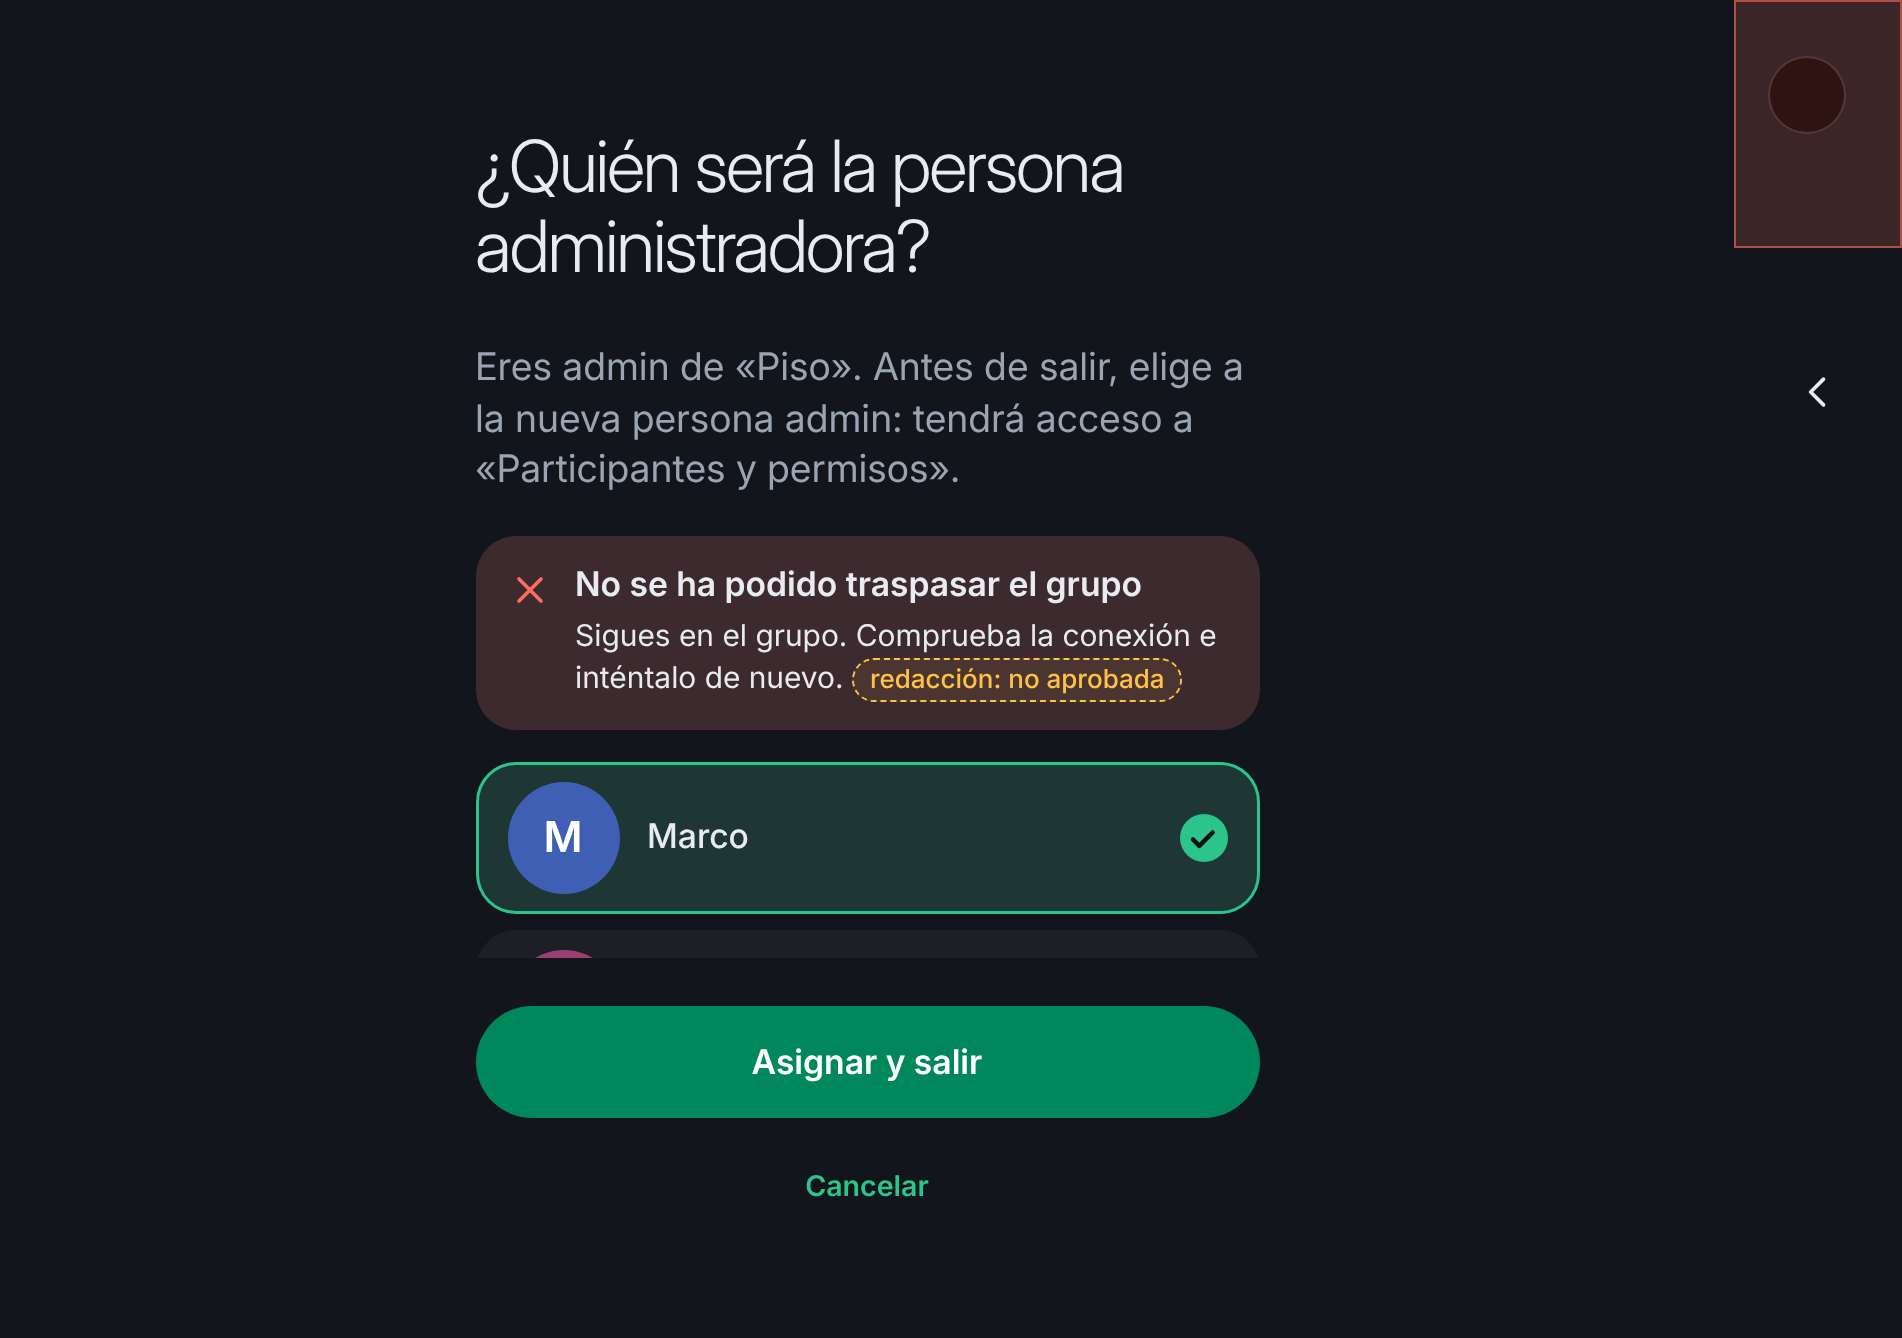 ¿Quién será la persona
administradora?
Eres admin de «Piso». Antes de salir, elige a
la nueva persona admin: tendrá acceso a
«Participantes y permisos».
No se ha podido traspasar el grupo
Sigues en el grupo. Comprueba la conexión e
inténtalo de nuevo. redacción: no aprobada
M Marco
Asignar y salir
Cancelar